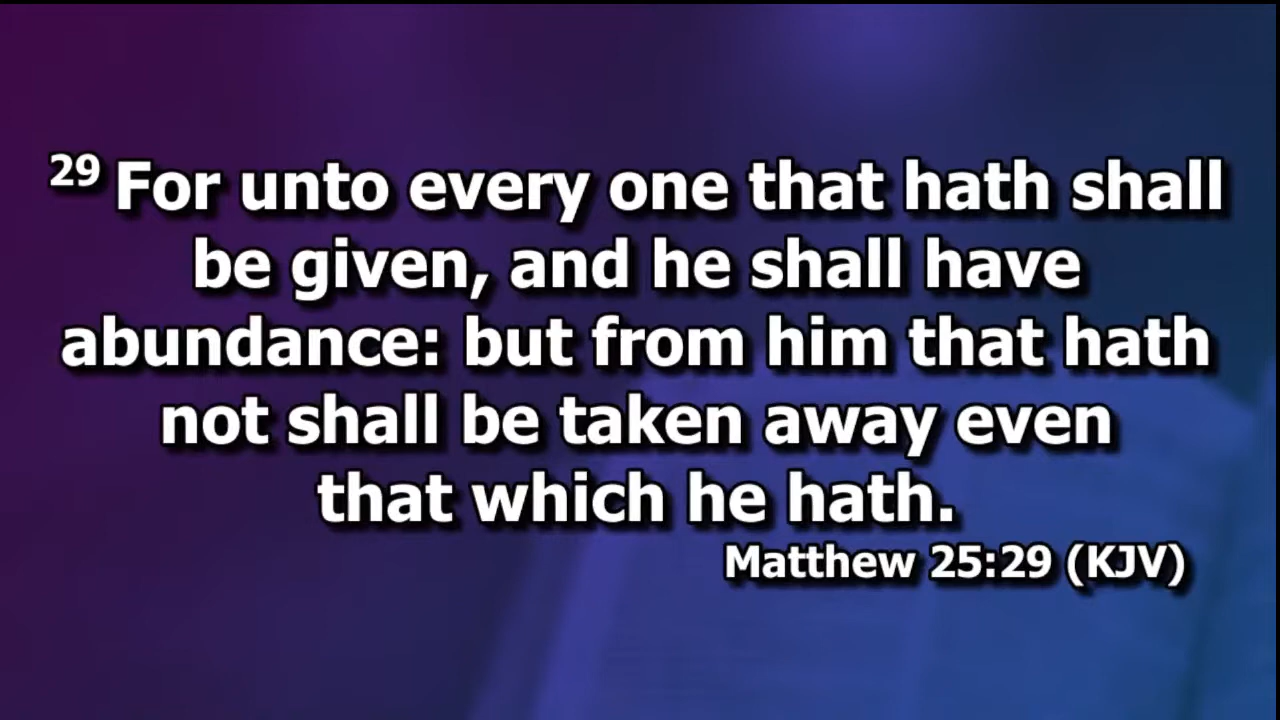 29 For unto every one that hath shall
be given, and he shall have
abundance: but from him that hath
not shall be taken away even
that which he hath.
Matthew 25:29 (KJV)